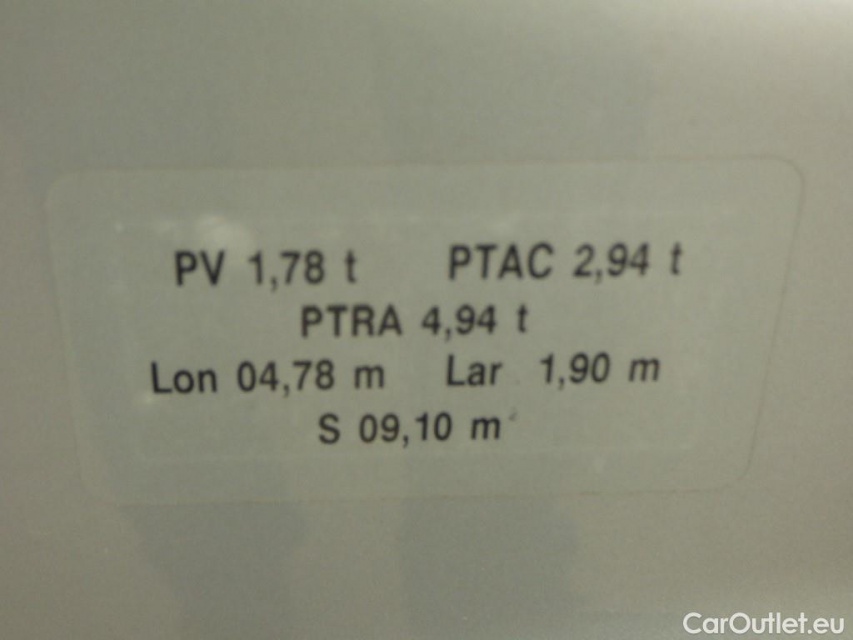 PV 1,78 t PTAC 2,94 t
PTRA 4,94 t
Lon 04,78 m Lar 1,90 m
S 09,10 m
CarOutlet.eu